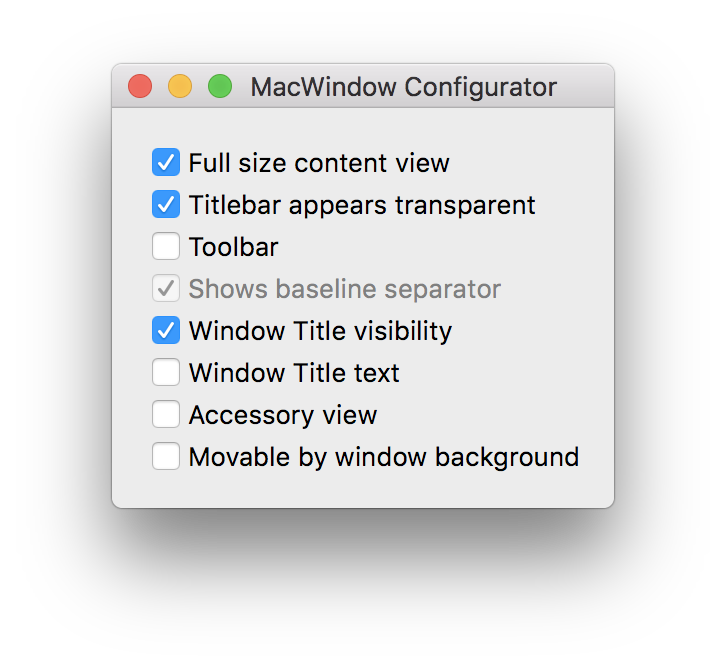 MacWindow Configurator
Full size content view
Titlebar appears transparent
Toolbar
Shows baseline separator
Window Title visibility
Window Title text
Accessory view
Movable by window background